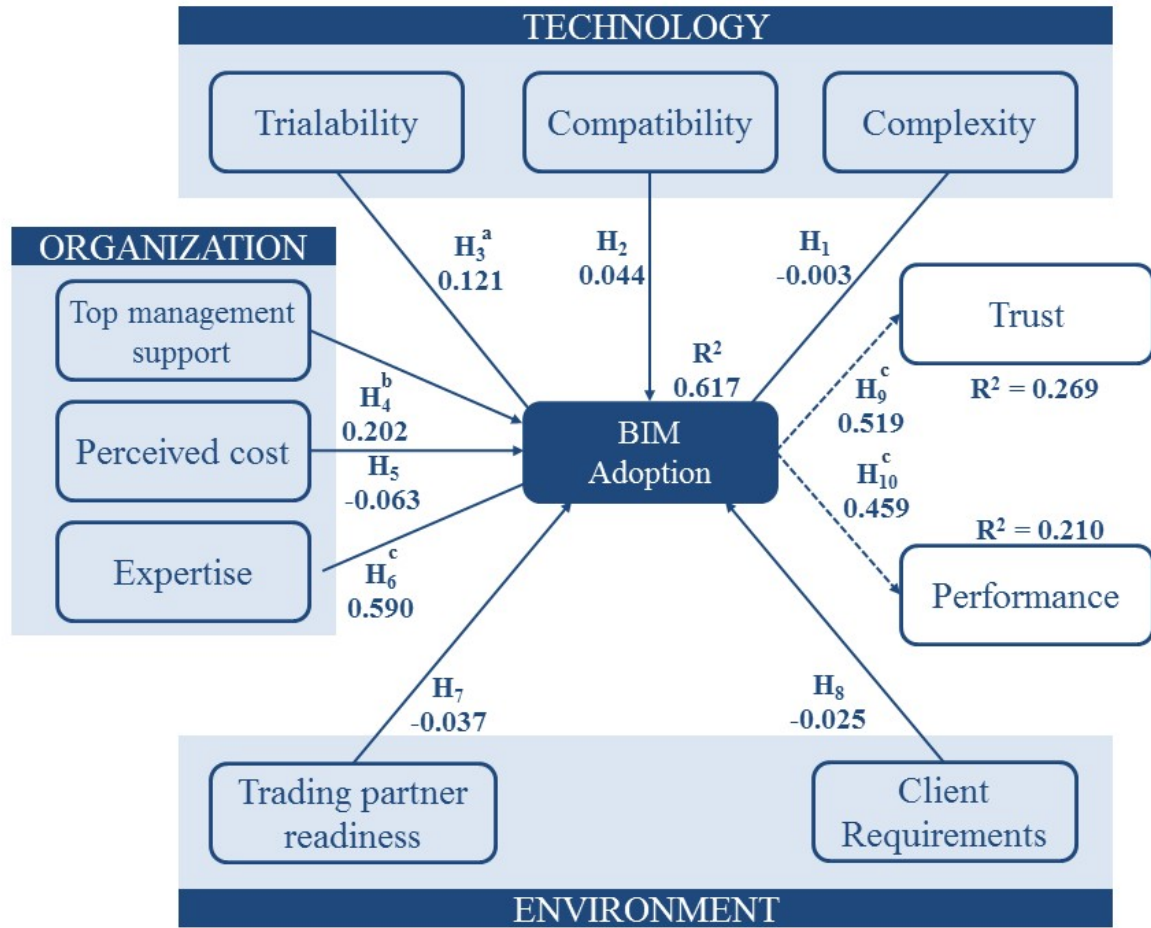 TECHNOLOGY
Trialability
Compatibility
Complexity
H₃ᵃ
0.121
H₂
0.044
H₁
-0.003
ORGANIZATION
Top management
support
Perceived cost
Expertise
H₄ᵇ
0.202
H₅
-0.063
H₆ᶜ
0.590
R²
0.617
BIM
Adoption
H₉ᶜ
0.519
H₁₀ᶜ
0.459
Trust
R² = 0.269
R² = 0.210
Performance
H₇
-0.037
H₈
-0.025
Trading partner
readiness
Client
Requirements
ENVIRONMENT